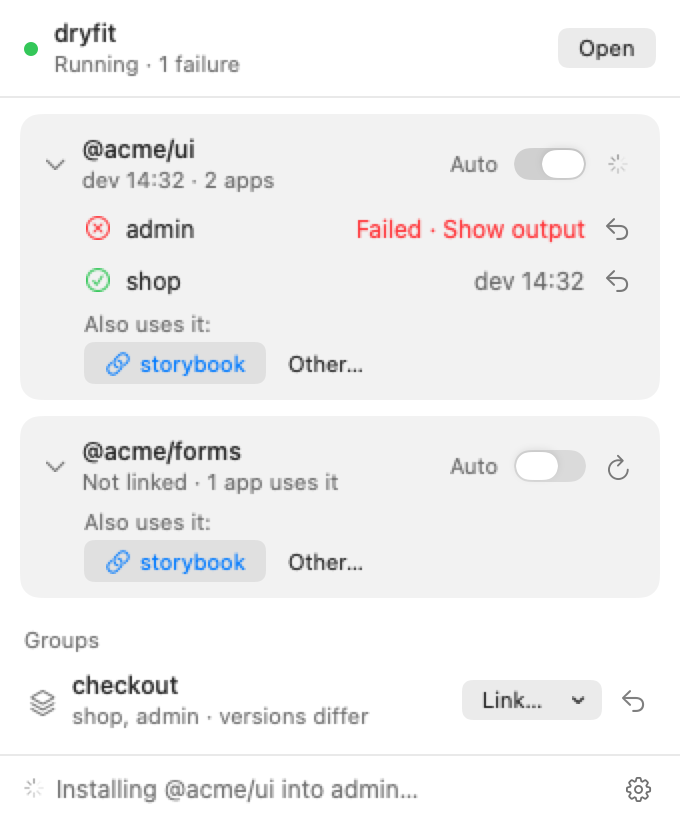 dryfit
Running · 1 failure
Open
@acme/ui
dev 14:32 · 2 apps
Auto
admin
Failed · Show output
shop
dev 14:32
Also uses it:
storybook
Other...
@acme/forms
Not linked · 1 app uses it
Auto
Also uses it:
storybook
Other...
Groups
checkout
shop, admin · versions differ
Link...
Installing @acme/ui into admin...